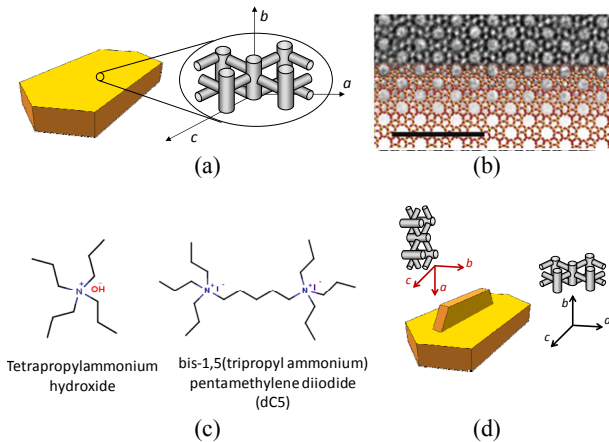 b
a
c
(a)
(b)
N+
OH-
Tetrapropylammonium
hydroxide
N+
I-
N+
I-
bis-1,5(tripropyl ammonium)
pentamethylene diiodide
(dC5)
(c)
c
b
a
b
a
c
(d)